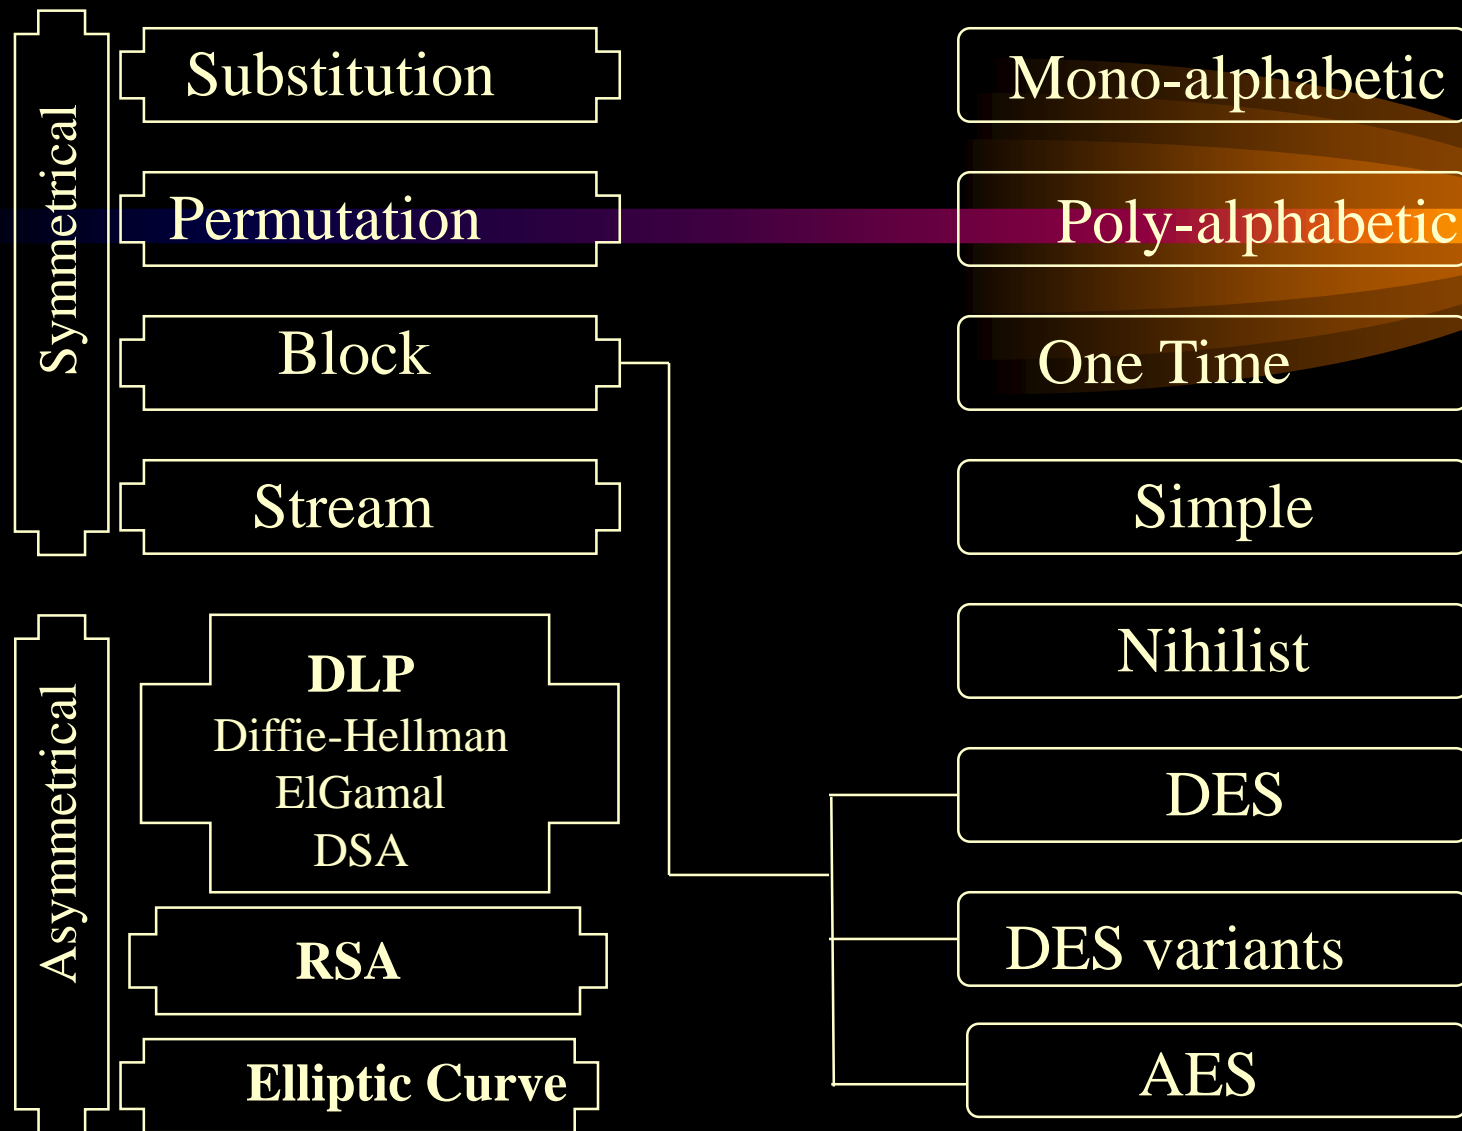 Symmetrical
Substitution
Permutation
Block
Stream
Asymmetrical
DLP
Diffie-Hellman
ElGamal
DSA
RSA
Elliptic Curve
Mono-alphabetic
Poly-alphabetic
One Time
Simple
Nihilist
DES
DES variants
AES